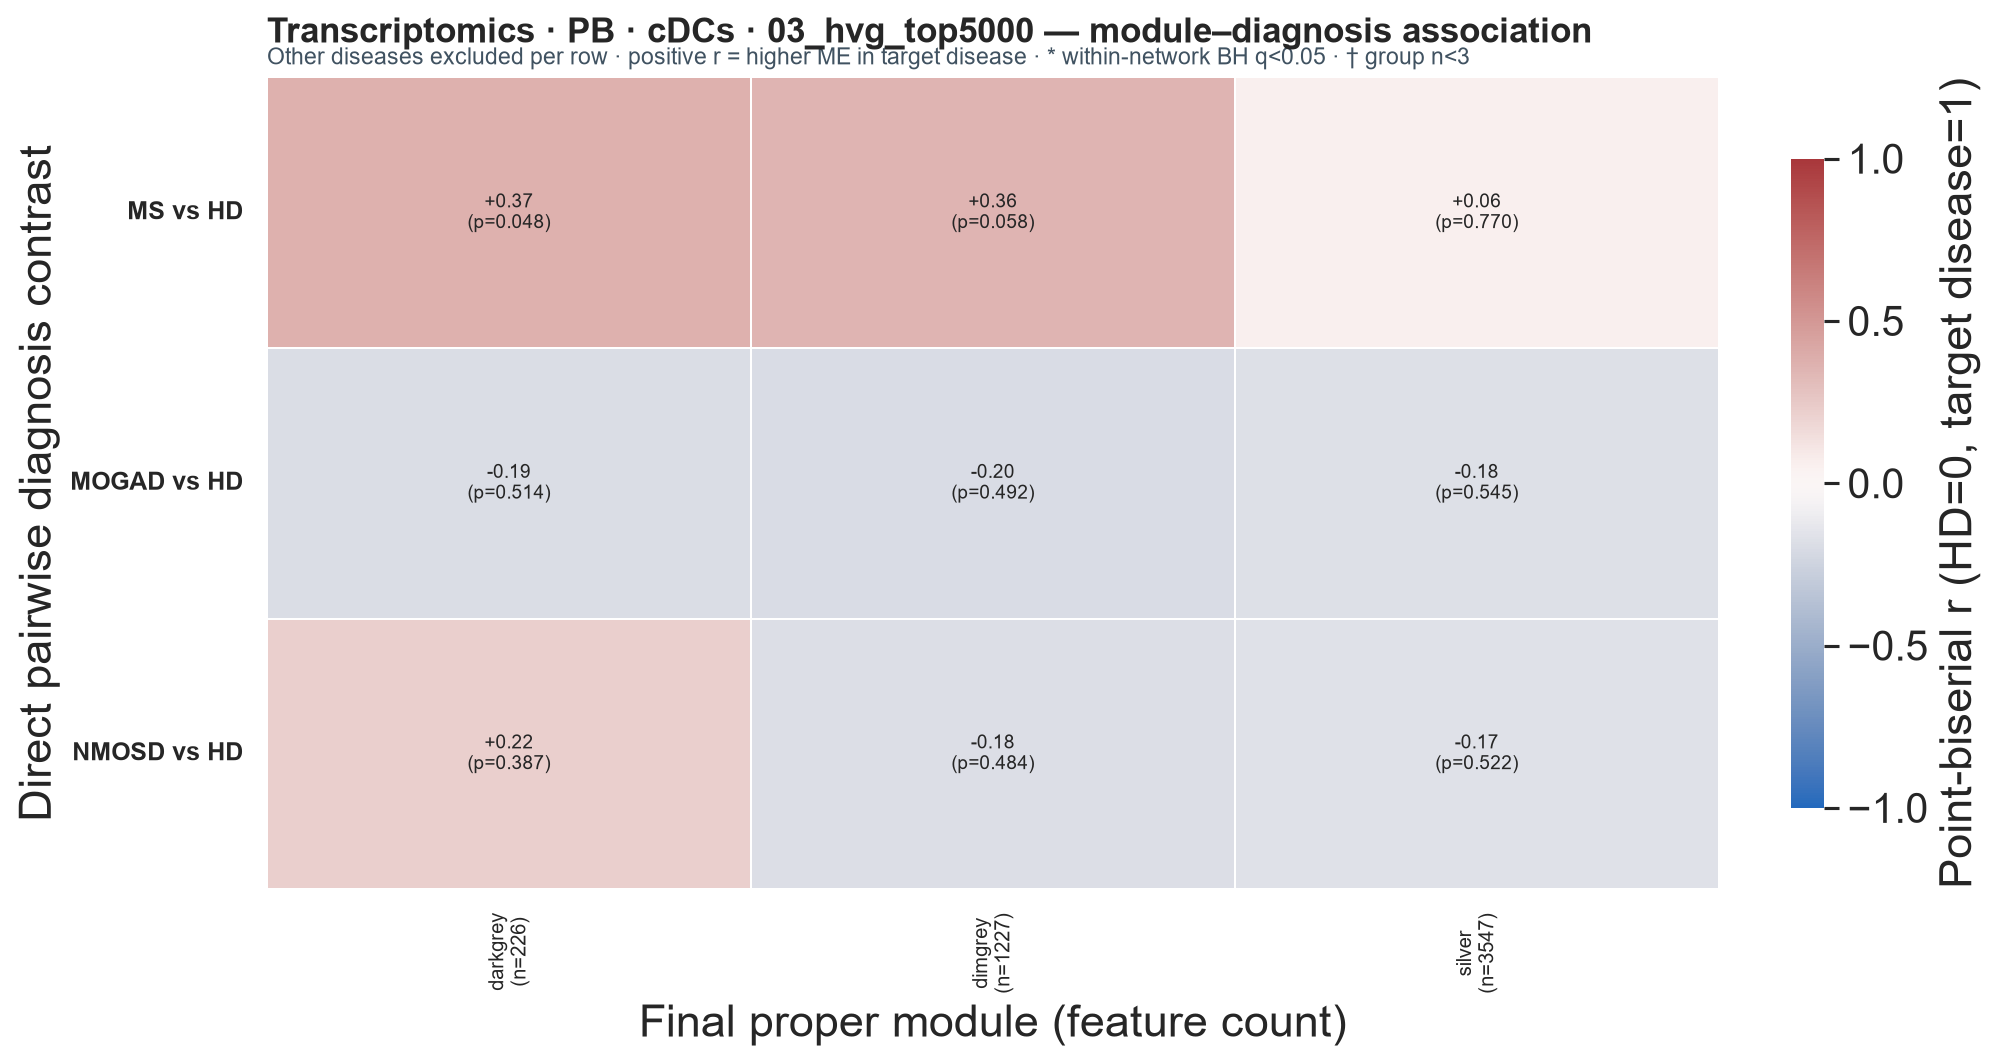 Transcriptomics · PB · cDCs · 03_hvg_top5000 — module–diagnosis association
Other diseases excluded per row · positive r = higher ME in target disease · * within-network BH q<0.05 · † group n<3
Direct pairwise diagnosis contrast
MS vs HD
+0.37
(p=0.048)
+0.36
(p=0.058)
+0.06
(p=0.770)
MOGAD vs HD
-0.19
(p=0.514)
-0.20
(p=0.492)
-0.18
(p=0.545)
NMOSD vs HD
+0.22
(p=0.387)
-0.18
(p=0.484)
-0.17
(p=0.522)
darkgrey
(n=226)
dimgrey
(n=1227)
silver
(n=3547)
Final proper module (feature count)
1.0
0.5
0.0
−0.5
−1.0
Point-biserial r (HD=0, target disease=1)